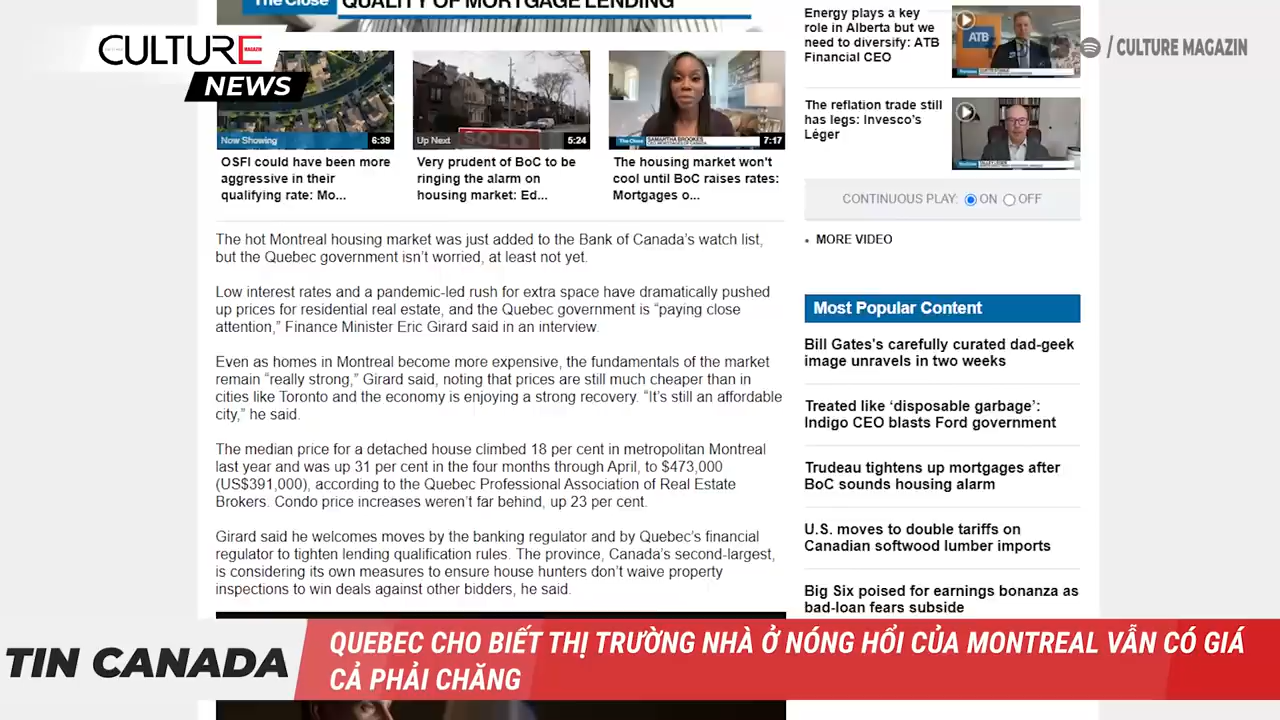 The Close
QUALITY OF MORTGAGE LENDING
CULTURE
MAGAZIN
NEWS
/ CULTURE MAGAZIN
Now Showing
6:39
Up Next
SOLD
5:24
The Close
SAMANTHA BROOKES
7:17
OSFI could have been more
aggressive in their
qualifying rate: Mo...
Very prudent of BoC to be
ringing the alarm on
housing market: Ed...
The housing market won't
cool until BoC raises rates:
Mortgages o...
The hot Montreal housing market was just added to the Bank of Canada's watch list,
but the Quebec government isn't worried, at least not yet.
Low interest rates and a pandemic-led rush for extra space have dramatically pushed
up prices for residential real estate, and the Quebec government is “paying close
attention,” Finance Minister Eric Girard said in an interview.
Even as homes in Montreal become more expensive, the fundamentals of the market
remain “really strong,” Girard said, noting that prices are still much cheaper than in
cities like Toronto and the economy is enjoying a strong recovery. “It's still an affordable
city,” he said.
The median price for a detached house climbed 18 per cent in metropolitan Montreal
last year and was up 31 per cent in the four months through April, to $473,000
(US$391,000), according to the Quebec Professional Association of Real Estate
Brokers. Condo price increases weren't far behind, up 23 per cent.
Girard said he welcomes moves by the banking regulator and by Quebec's financial
regulator to tighten lending qualification rules. The province, Canada's second-largest,
is considering its own measures to ensure house hunters don't waive property
inspections to win deals against other bidders, he said.
Energy plays a key
role in Alberta but we
need to diversify: ATB
Financial CEO
ATB
The reflation trade still
has legs: Invesco's
Léger
CONTINUOUS PLAY: ON OFF
• MORE VIDEO
Most Popular Content
Bill Gates's carefully curated dad-geek
image unravels in two weeks
Treated like ‘disposable garbage’:
Indigo CEO blasts Ford government
Trudeau tightens up mortgages after
BoC sounds housing alarm
U.S. moves to double tariffs on
Canadian softwood lumber imports
Big Six poised for earnings bonanza as
bad-loan fears subside
TIN CANADA
QUEBEC CHO BIẾT THỊ TRƯỜNG NHÀ Ở NÓNG HỔI CỦA MONTREAL VẪN CÓ GIÁ
CẢ PHẢI CHĂNG